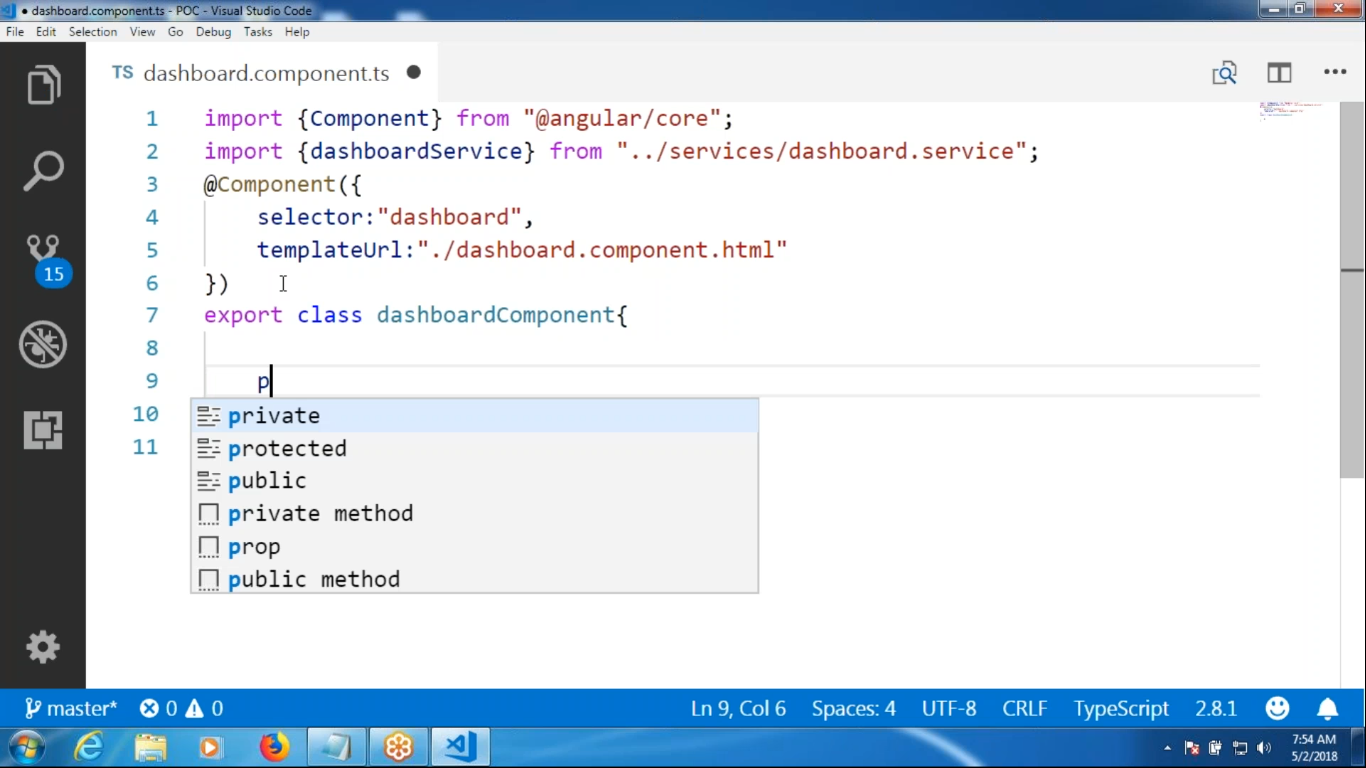 dashboard.component.ts - POC - Visual Studio Code
File Edit Selection View Go Debug Tasks Help
TS dashboard.component.ts
1 import {Component} from "@angular/core";
2 import {dashboardService} from "../services/dashboard.service";
3 @Component({
4 selector:"dashboard",
5 templateUrl:"./dashboard.component.html"
6 })
7 export class dashboardComponent{
8
9 p
10 private
protected
11 public
private method
prop
public method
15
master* 0 0 Ln 9, Col 6 Spaces: 4 UTF-8 CRLF TypeScript 2.8.1
7:54 AM
5/2/2018